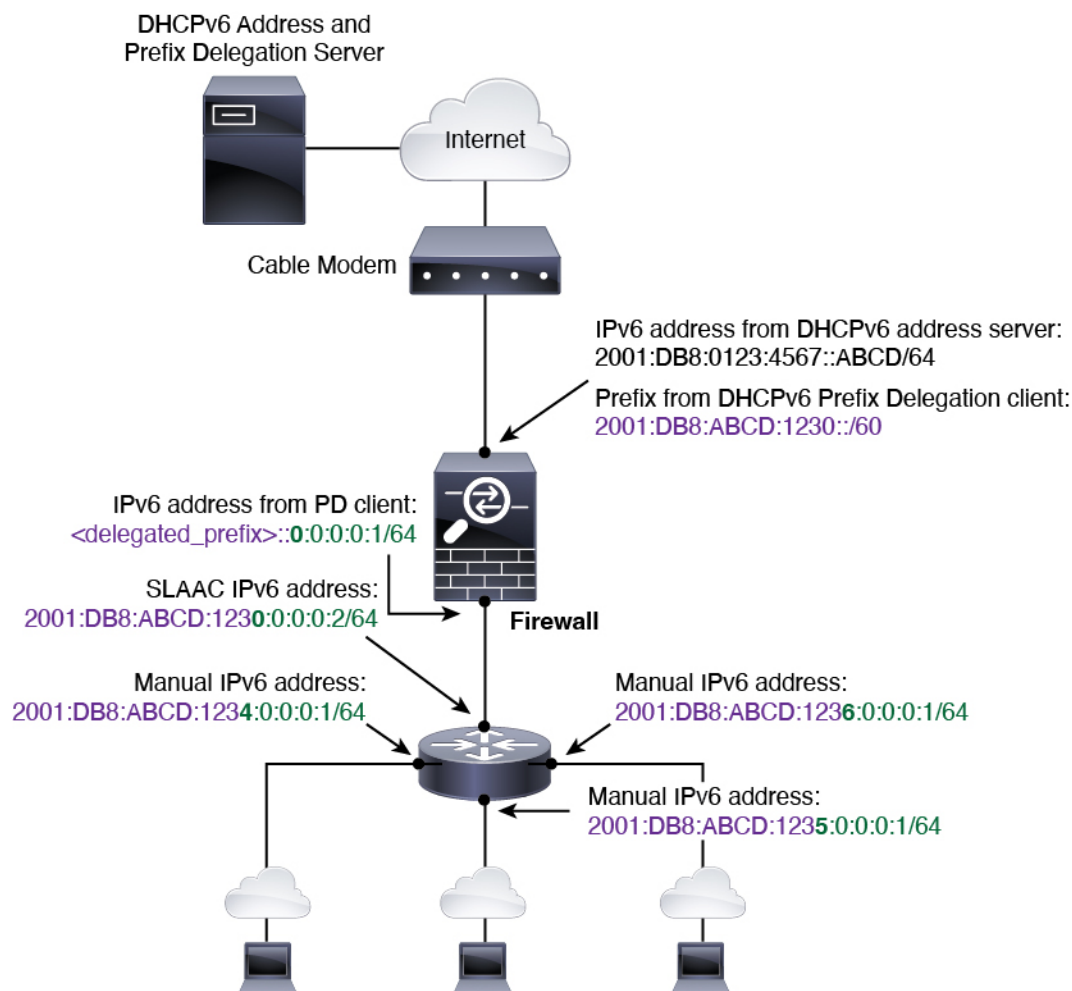 DHCPv6 Address and
Prefix Delegation Server
Internet
Cable Modem
IPv6 address from DHCPv6 address server:
2001:DB8:0123:4567::ABCD/64
Prefix from DHCPv6 Prefix Delegation client:
2001:DB8:ABCD:1230::/60
IPv6 address from PD client:
<delegated_prefix>::0:0:0:0:1/64
SLAAC IPv6 address:
2001:DB8:ABCD:1230:0:0:0:2/64
Firewall
Manual IPv6 address:
2001:DB8:ABCD:1234:0:0:0:1/64
Manual IPv6 address:
2001:DB8:ABCD:1236:0:0:0:1/64
Manual IPv6 address:
2001:DB8:ABCD:1235:0:0:0:1/64